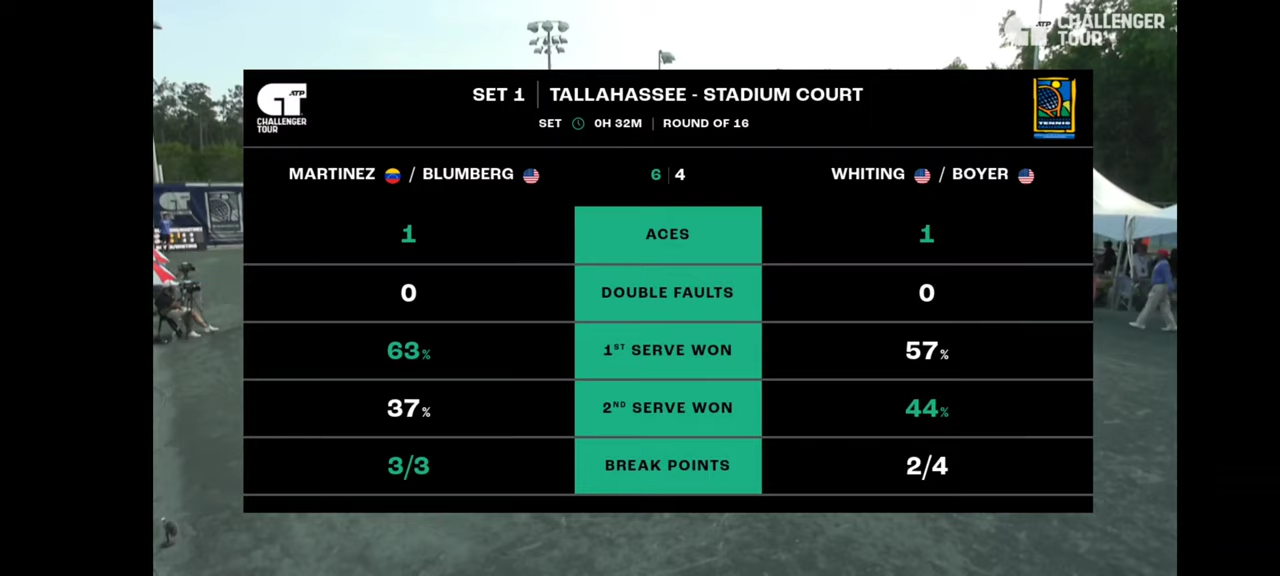 ATP CHALLENGER
TOUR
SET 1 | TALLAHASSEE - STADIUM COURT
ATP
CHALLENGER
TOUR
SET 0H 32M | ROUND OF 16
TENNIS
MARTINEZ / BLUMBERG 6 | 4 WHITING / BOYER
1 ACES 1
0 DOUBLE FAULTS 0
63% 1ST SERVE WON 57%
37% 2ND SERVE WON 44%
3/3 BREAK POINTS 2/4